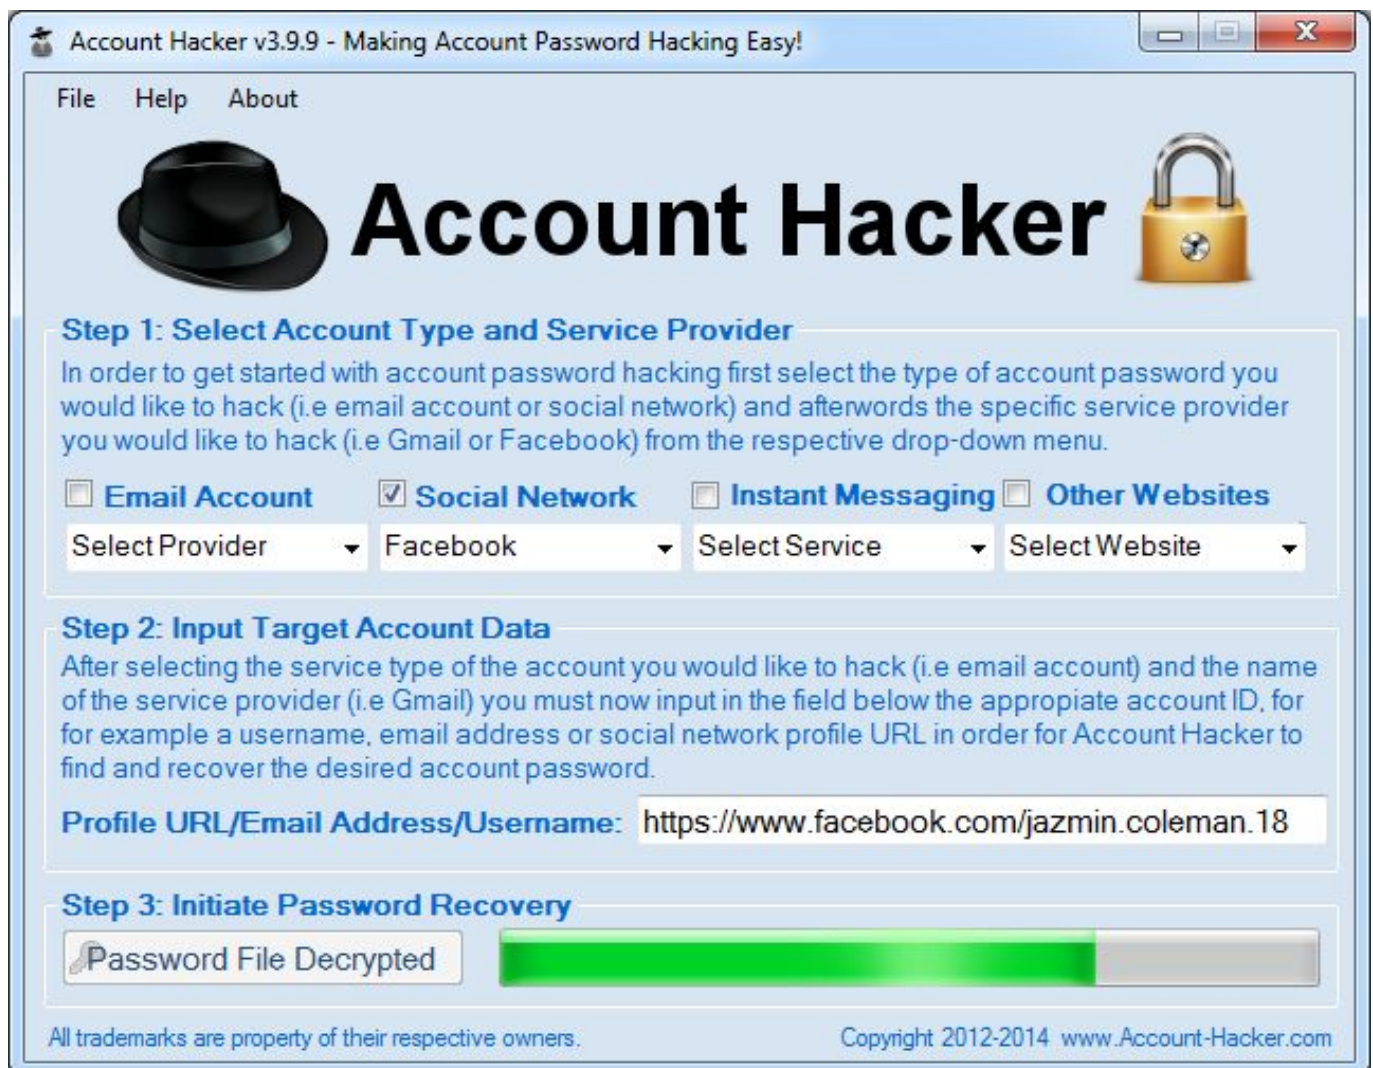 Account Hacker v3.9.9 - Making Account Password Hacking Easy!
File Help About
Account Hacker
Step 1: Select Account Type and Service Provider
In order to get started with account password hacking first select the type of account password you
would like to hack (i.e email account or social network) and afterwords the specific service provider
you would like to hack (i.e Gmail or Facebook) from the respective drop-down menu.
Email Account Social Network Instant Messaging Other Websites
Select Provider Facebook Select Service Select Website
Step 2: Input Target Account Data
After selecting the service type of the account you would like to hack (i.e email account) and the name
of the service provider (i.e Gmail) you must now input in the field below the appropiate account ID, for
for example a username, email address or social network profile URL in order for Account Hacker to
find and recover the desired account password.
Profile URL/Email Address/Username: https://www.facebook.com/jazmin.coleman.18
Step 3: Initiate Password Recovery
Password File Decrypted
All trademarks are property of their respective owners. Copyright 2012-2014 www.Account-Hacker.com